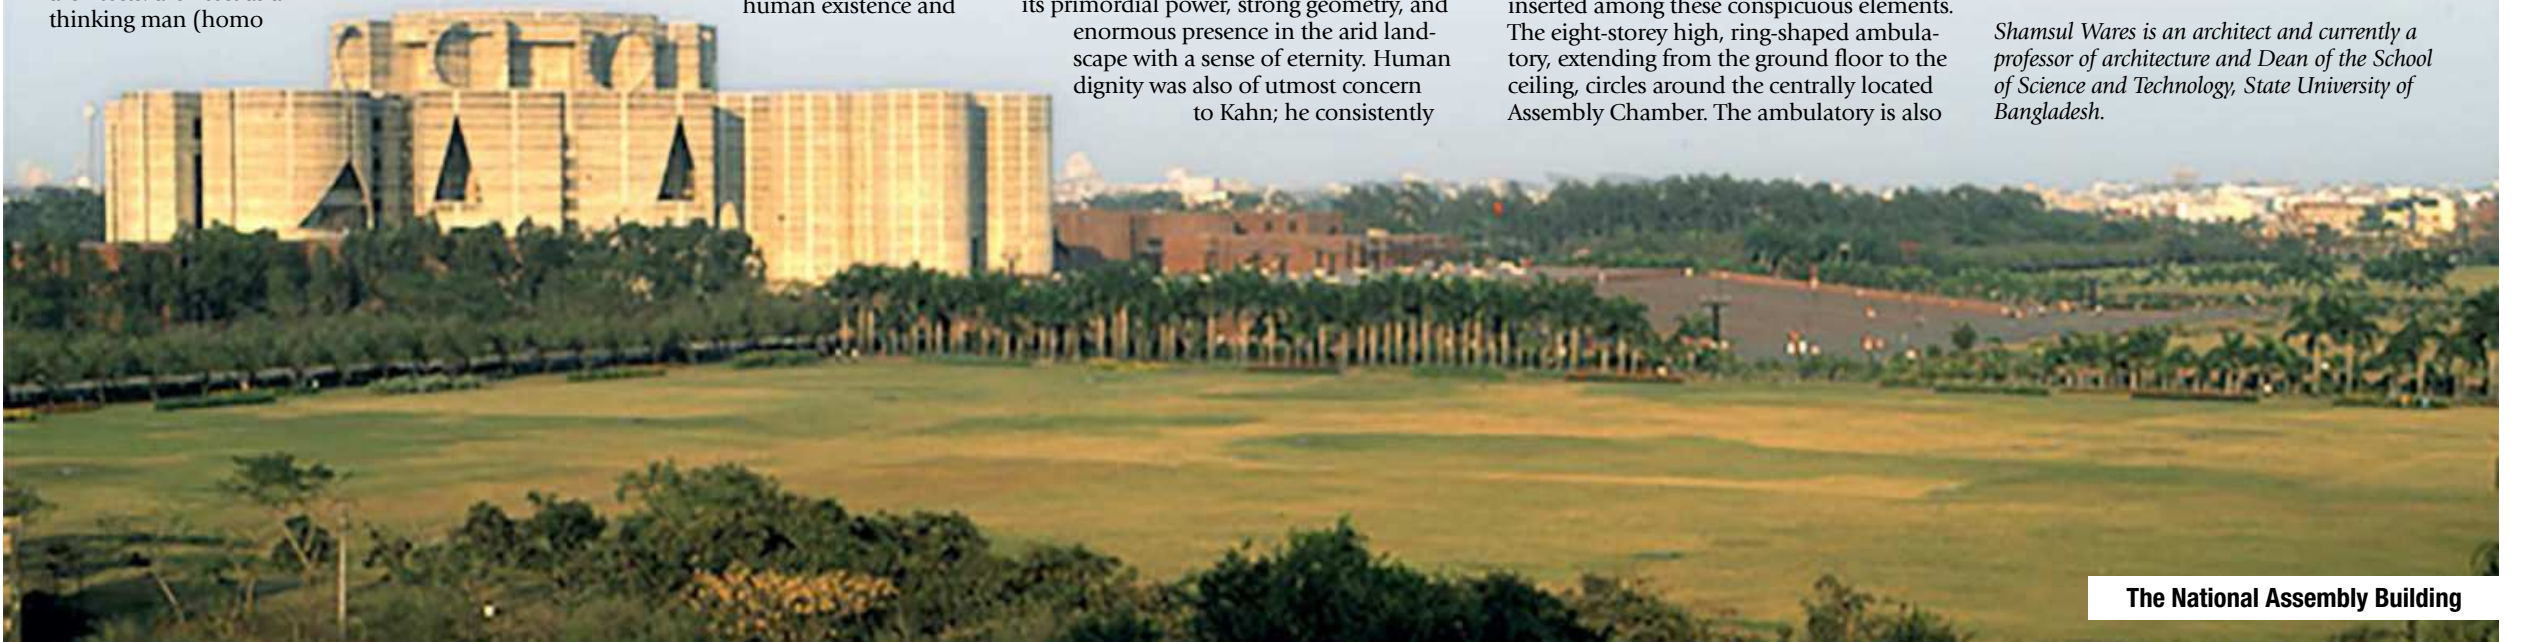 thinking man (homo
human existence and
its primordial power, strong geometry, and
enormous presence in the arid land-
scape with a sense of eternity. Human
dignity was also of utmost concern
to Kahn; he consistently
inserted among these conspicuous elements.
The eight-storey high, ring-shaped ambula-
tory, extending from the ground floor to the
ceiling, circles around the centrally located
Assembly Chamber. The ambulatory is also
Shamsul Wares is an architect and currently a
professor of architecture and Dean of the School
of Science and Technology, State University of
Bangladesh.
The National Assembly Building